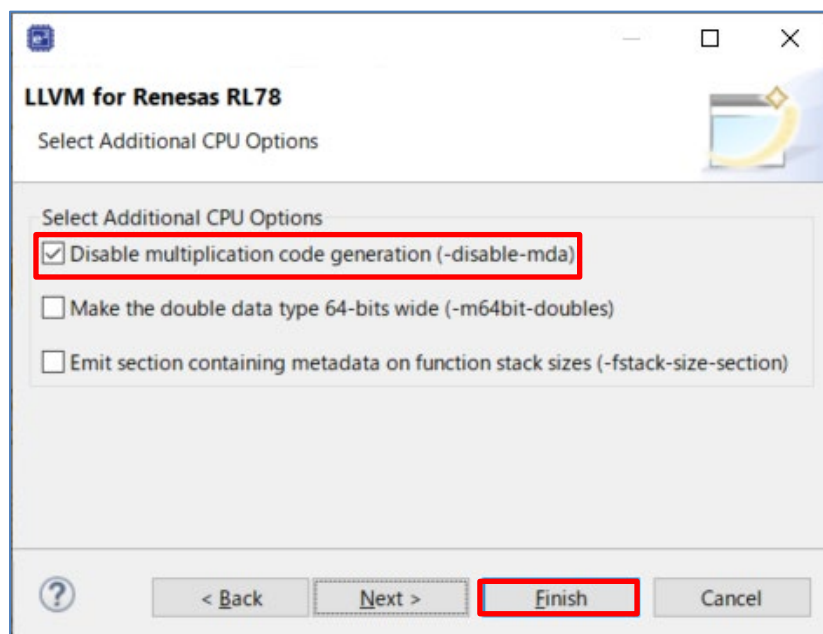 LLVM for Renesas RL78
Select Additional CPU Options
Select Additional CPU Options
Disable multiplication code generation (-disable-mda)
Make the double data type 64-bits wide (-m64bit-doubles)
Emit section containing metadata on function stack sizes (-fstack-size-section)
? < Back Next > Finish Cancel